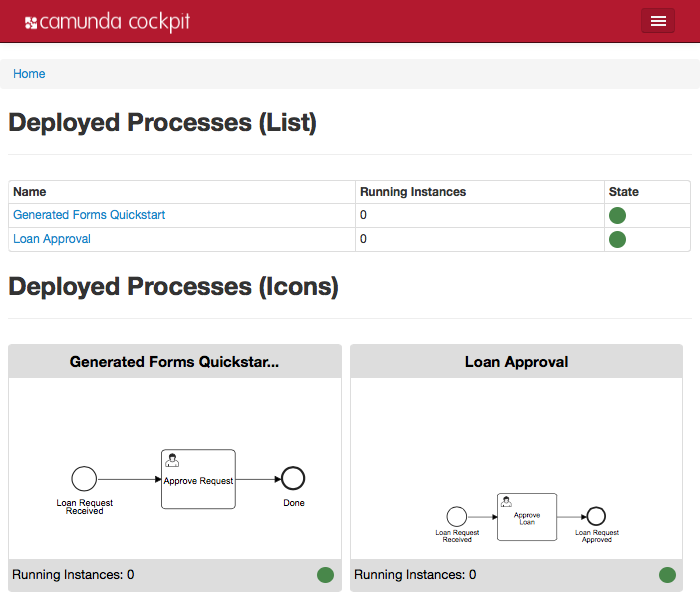 camunda cockpit
Home
Deployed Processes (List)
Name Running Instances State
Generated Forms Quickstart 0
Loan Approval 0
Deployed Processes (Icons)
Generated Forms Quickstar...
Approve Request
Loan Request
Received
Done
Running Instances: 0
Loan Approval
Approve
Loan
Loan Request
Received
Loan Request
Approved
Running Instances: 0